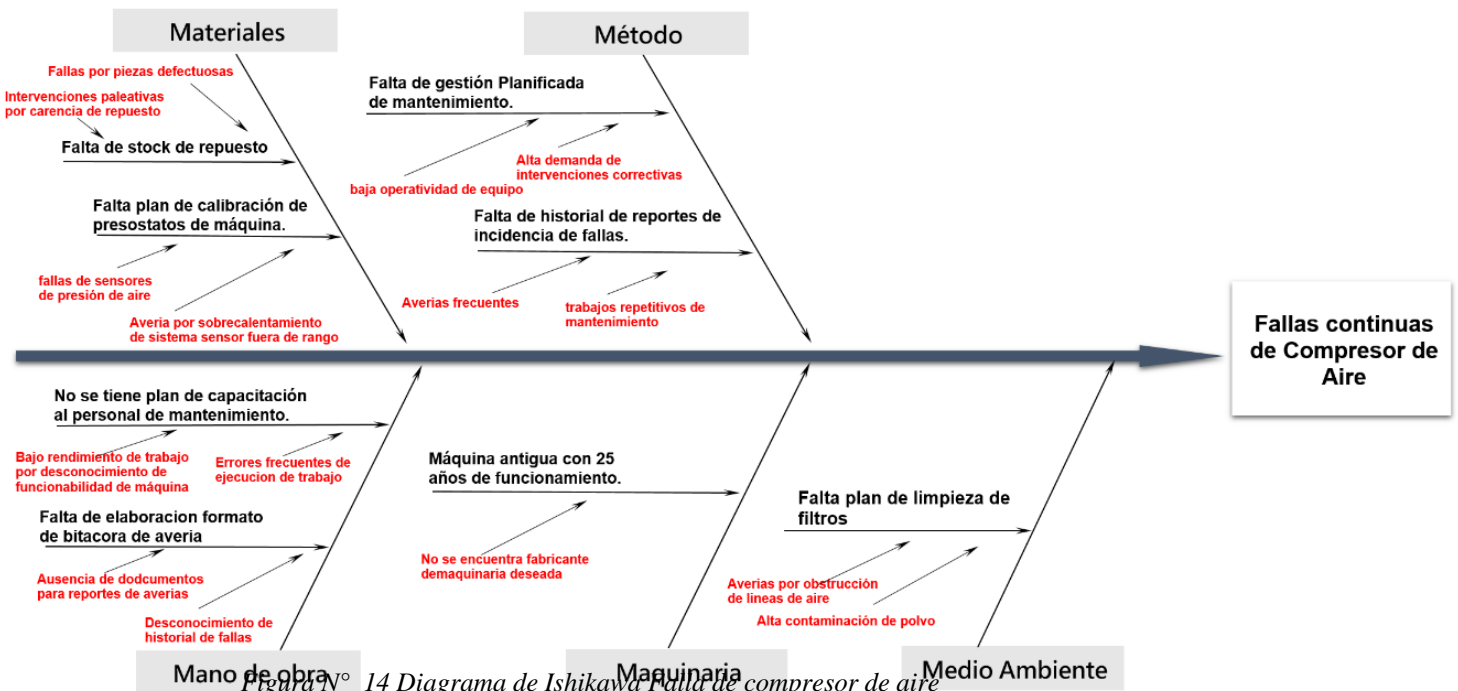 Materiales
Fallas por piezas defectuosas
Intervenciones paleativas
por carencia de repuesto
Falta de stock de repuesto
Falta plan de calibración de
presostatos de máquina.
fallas de sensores
de presión de aire
Averia por sobrecalentamiento
de sistema sensor fuera de rango
Método
Falta de gestión Planificada
de mantenimiento.
Alta demanda de
intervenciones correctivas
baja operatividad de equipo
Falta de historial de reportes de
incidencia de fallas.
Averias frecuentes
trabajos repetitivos de
mantenimiento
Fallas continuas
de Compresor de
Aire
No se tiene plan de capacitación
al personal de mantenimiento.
Bajo rendimiento de trabajo
por desconocimiento de
funcionabilidad de máquina
Errores frecuentes de
ejecucion de trabajo
Falta de elaboracion formato
de bitacora de averia
Ausencia de dodcumentos
para reportes de averias
Desconocimiento de
historial de fallas
Mano de obra
Máquina antigua con 25
años de funcionamiento.
No se encuentra fabricante
demaquinaria deseada
Maquinaria
Falta plan de limpieza de
filtros
Averias por obstrucción
de lineas de aire
Alta contaminación de polvo
Medio Ambiente
Figura N° 14 Diagrama de Ishikawa Falla de compresor de aire